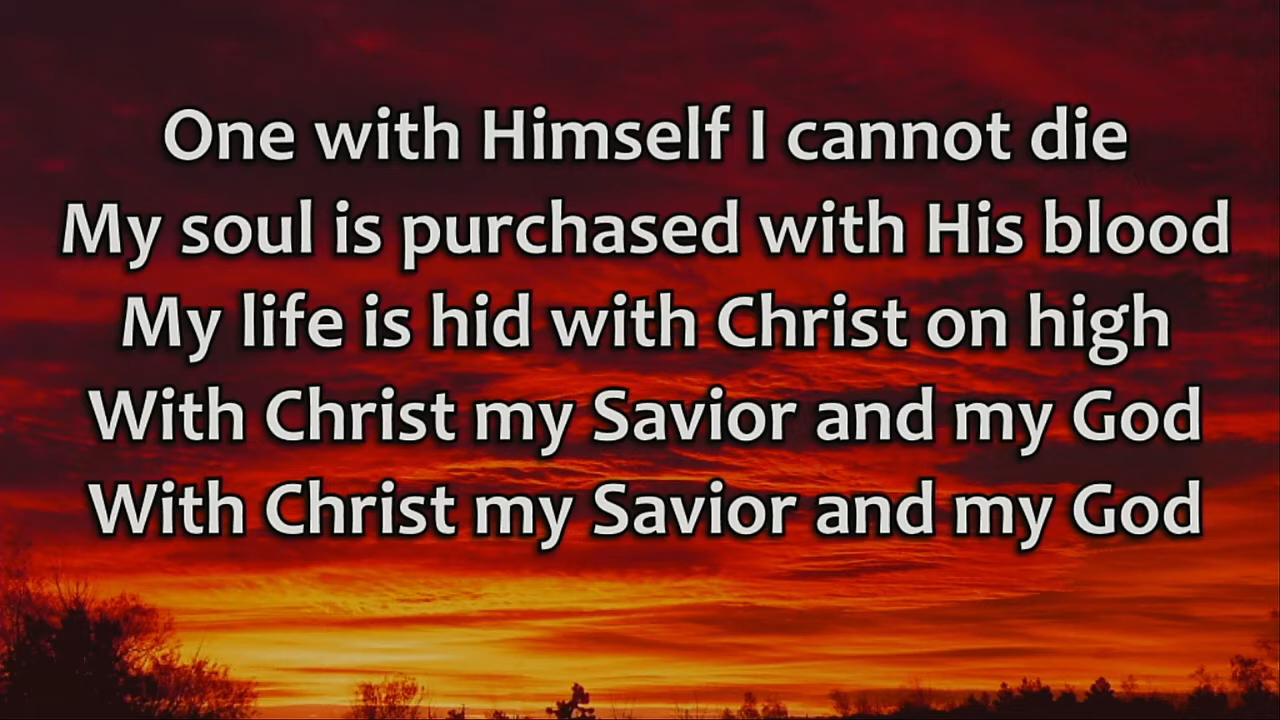 One with Himself I cannot die
My soul is purchased with His blood
My life is hid with Christ on high
With Christ my Savior and my God
With Christ my Savior and my God